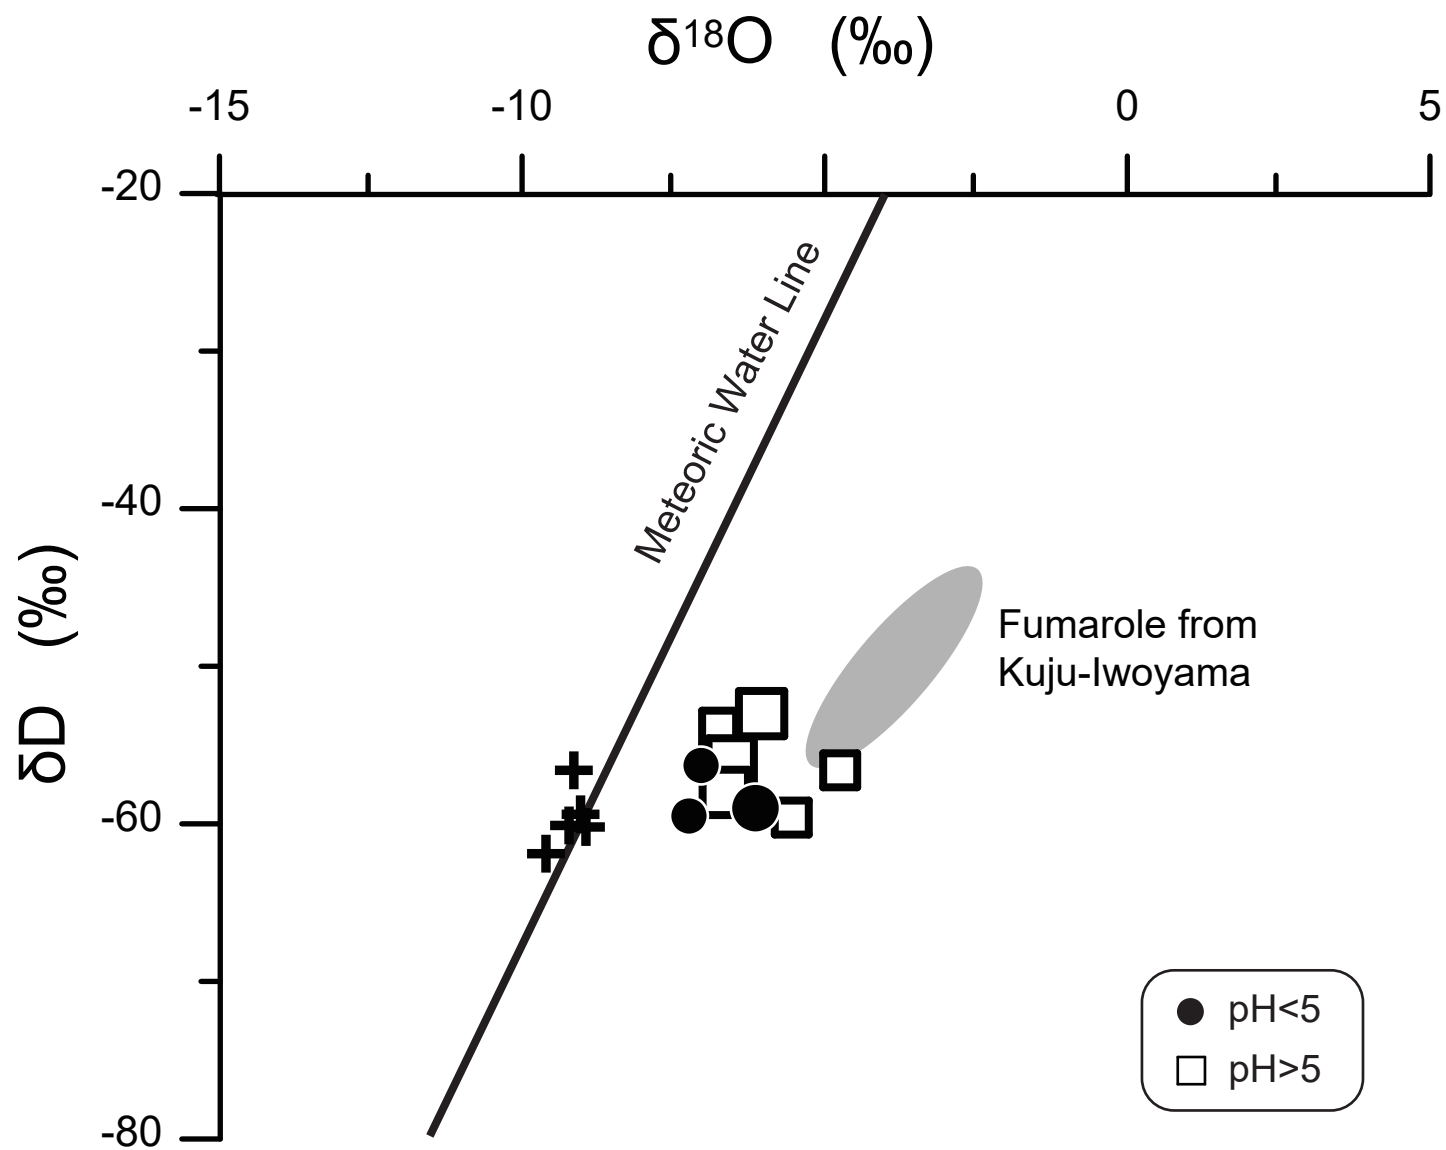 δ¹⁸O (‰)
-15 -10 0 5
-20
Meteoric Water Line
-40
δD (‰)
Fumarole from
Kuju-Iwoyama
-60
pH<5
pH>5
-80